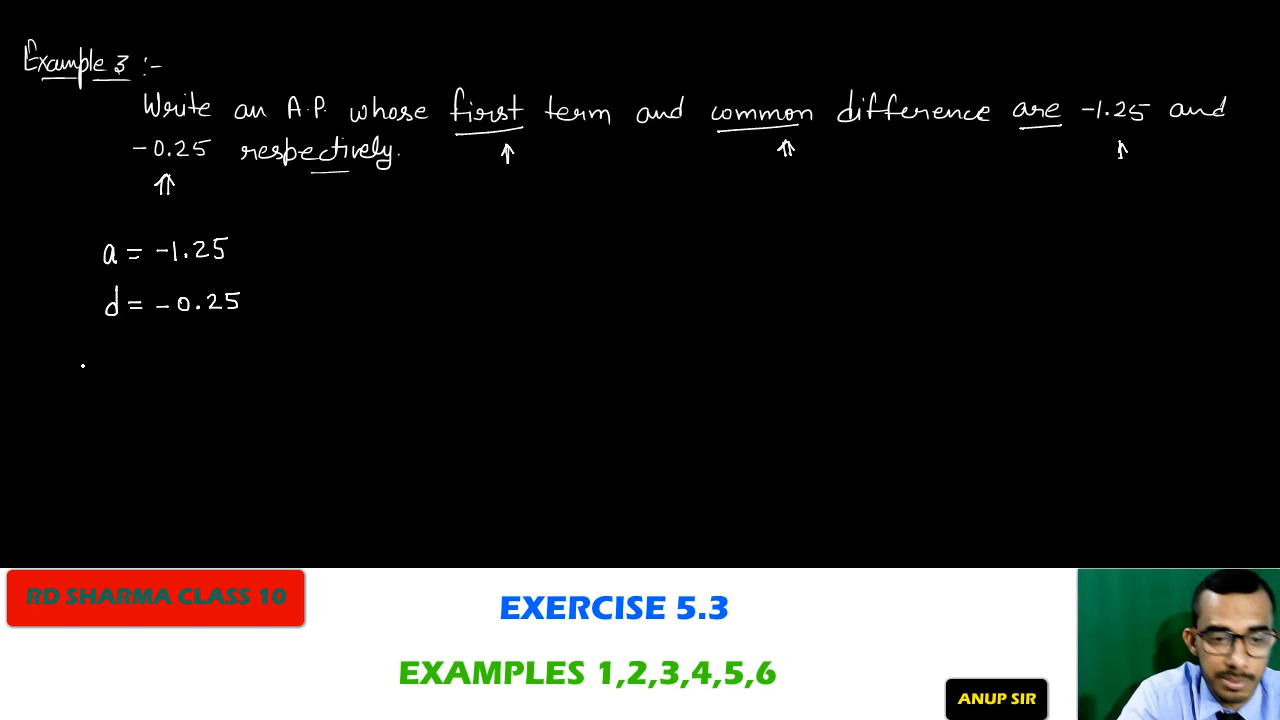 Example 3 :-
Write an A.P. whose first term and common difference are -1.25 and
-0.25 respectively.
a = -1.25
d = -0.25
RD SHARMA CLASS 10
EXERCISE 5.3
EXAMPLES 1,2,3,4,5,6
ANUP SIR